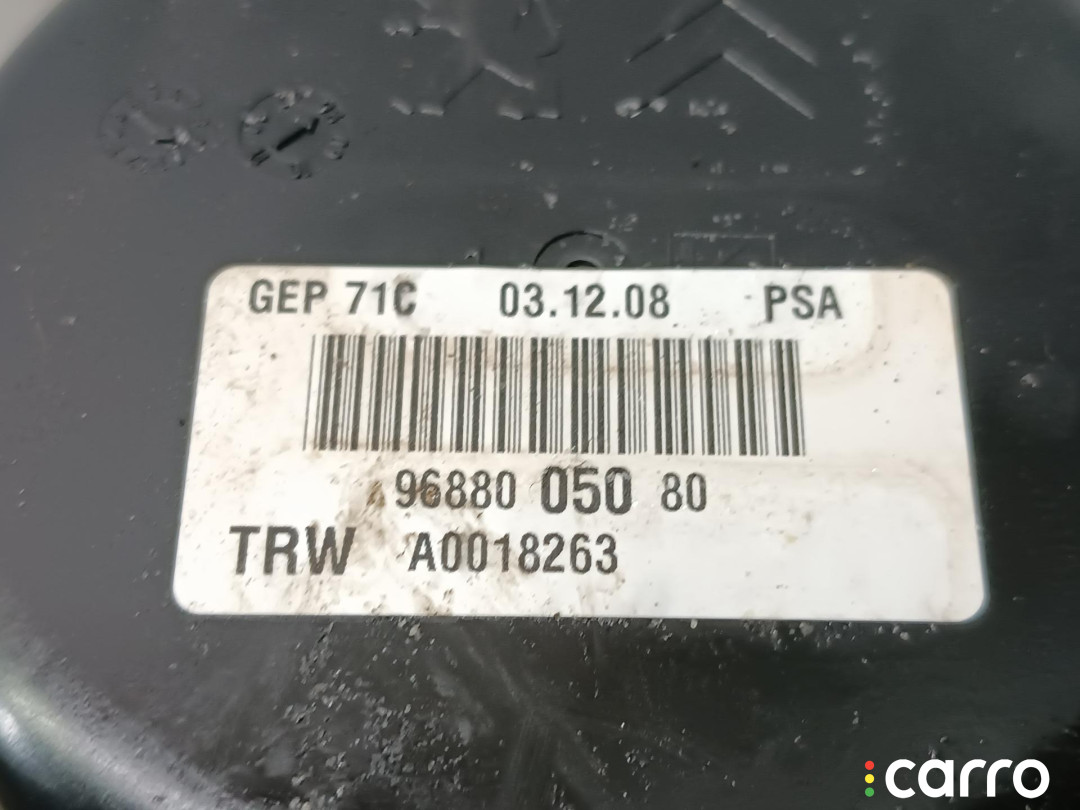 GEP 71C 03.12.08 PSA
96880 050 80
TRW A0018263
carro